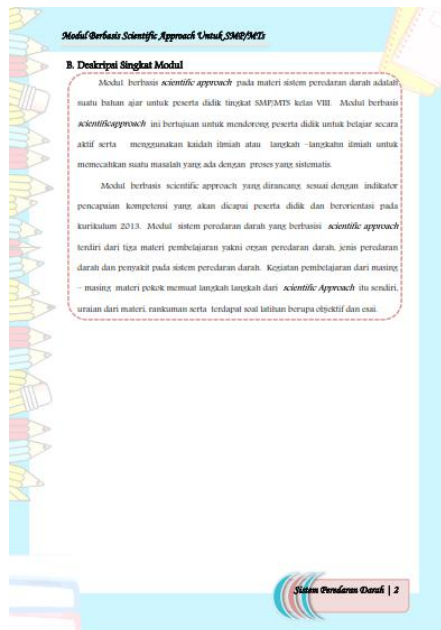 Modul Berbasis Scientific Approach Untuk SMP/MTs
B. Deskripsi Singkat Modul
Modul berbasis scientific approach pada materi sistem peredaran darah adalah
suatu bahan ajar untuk peserta didik tingkat SMP/MTS kelas VIII. Modul berbasis
scientificapproach ini bertujuan untuk mendorong peserta didik untuk belajar secara
aktif serta menggunakan kaidah ilmiah atau langkah –langkahn ilmiah untuk
memecahkan suatu masalah yang ada dengan proses yang sistematis.
Modul berbasis scientific approach yang dirancang sesuai dengan indikator
pencapaian kompetensi yang akan dicapai peserta didik dan berorientasi pada
kurikulum 2013. Modul sistem peredaran darah yang berbasisi scientific approach
terdiri dari tiga materi pembelajaran yakni organ peredaran darah, jenis peredaran
darah dan penyakit pada sistem peredaran darah. Kegiatan pembelajaran dari masing
– masing materi pokok memuat langkah langkah dari scientific Approach itu sendiri,
uraian dari materi, rankuman serta terdapat soal latihan berupa objektif dan esai.
Sistem Peredaran Darah | 2